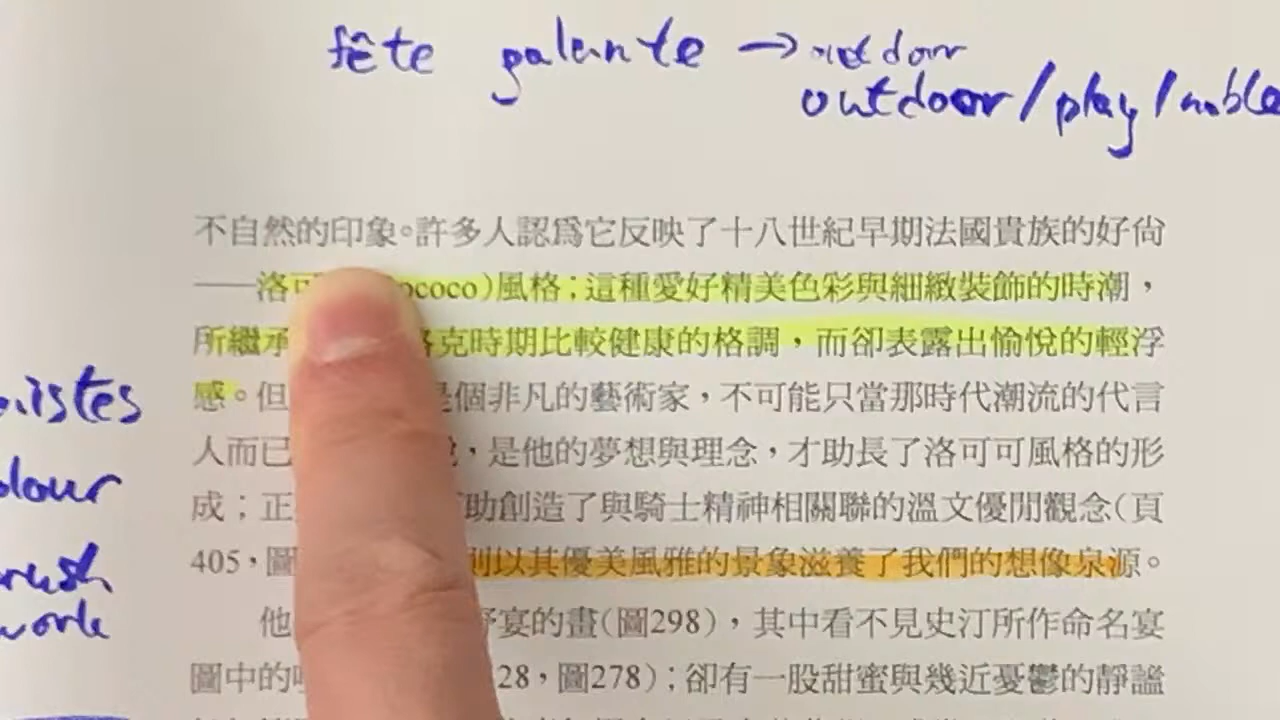 fête galante → outdoor
outdoor/play/noble
不自然的印象。許多人認爲它反映了十八世紀早期法國貴族的好尙
——洛可 ococo)風格；這種愛好精美色彩與細緻裝飾的時潮，
所繼承 克時期比較健康的格調，而卻表露出愉悅的輕浮
感。但 是個非凡的藝術家，不可能只當那時代潮流的代言
人而已 ，是他的夢想與理念，才助長了洛可可風格的形
成；正 助創造了與騎士精神相關聯的溫文優閒觀念(頁
405，圖 則以其優美風雅的景象滋養了我們的想像泉源。
他 野宴的畫(圖298)，其中看不見史汀所作命名宴
圖中的 28，圖278)；卻有一股甜蜜與幾近憂鬱的靜謐
nistes
olour
rush
work